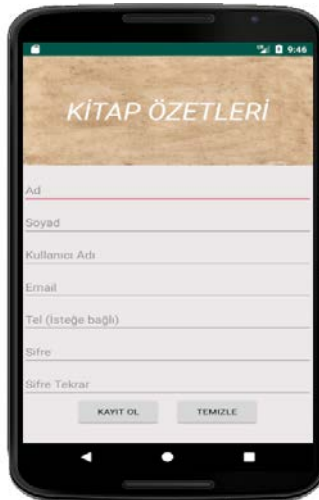 9:46
KİTAP ÖZETLERİ
Ad
Soyad
Kullanıcı Adı
Email
Tel (İsteğe bağlı)
Sifre
Sifre Tekrar
KAYIT OL TEMIZLE